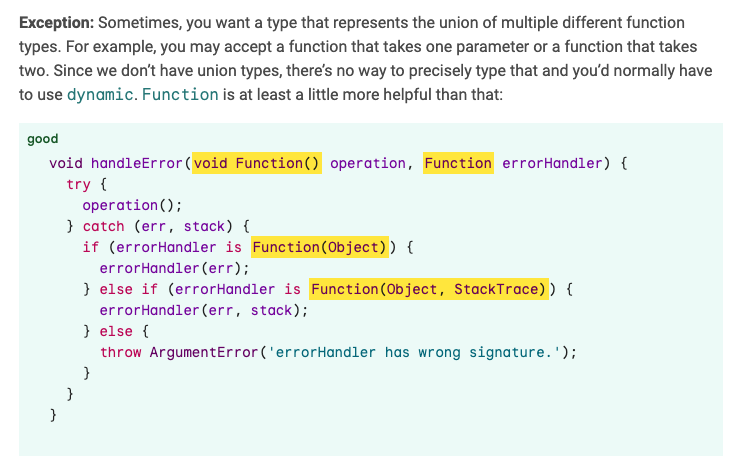 Exception: Sometimes, you want a type that represents the union of multiple different function
types. For example, you may accept a function that takes one parameter or a function that takes
two. Since we don’t have union types, there’s no way to precisely type that and you’d normally have
to use dynamic. Function is at least a little more helpful than that:
good
void handleError(void Function() operation, Function errorHandler) {
  try {
    operation();
  } catch (err, stack) {
    if (errorHandler is Function(Object)) {
      errorHandler(err);
    } else if (errorHandler is Function(Object, StackTrace)) {
      errorHandler(err, stack);
    } else {
      throw ArgumentError('errorHandler has wrong signature.');
    }
  }
}